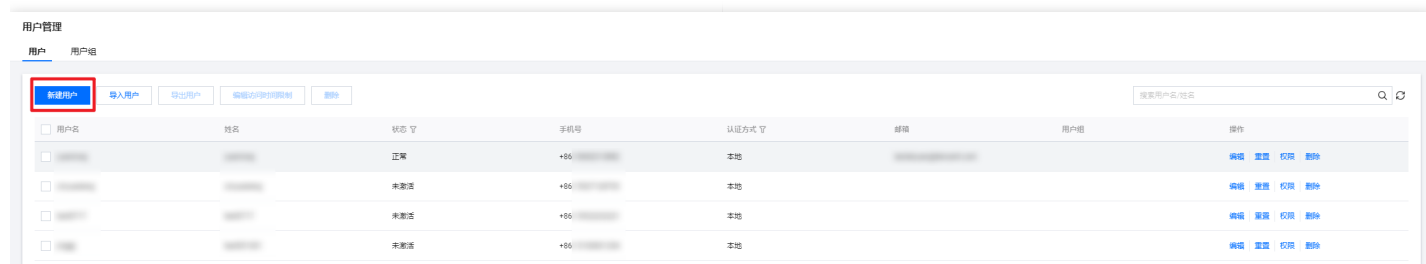 用户管理
用户 用户组
新建用户 导入用户 导出用户 编辑访问时间限制 删除 搜索用户名/姓名
用户名 姓名 状态 手机号 认证方式 邮箱 用户组 操作
正常 +86 本地 编辑 重置 权限 删除
未激活 +86 本地 编辑 重置 权限 删除
未激活 +86 本地 编辑 重置 权限 删除
未激活 +86 本地 编辑 重置 权限 删除